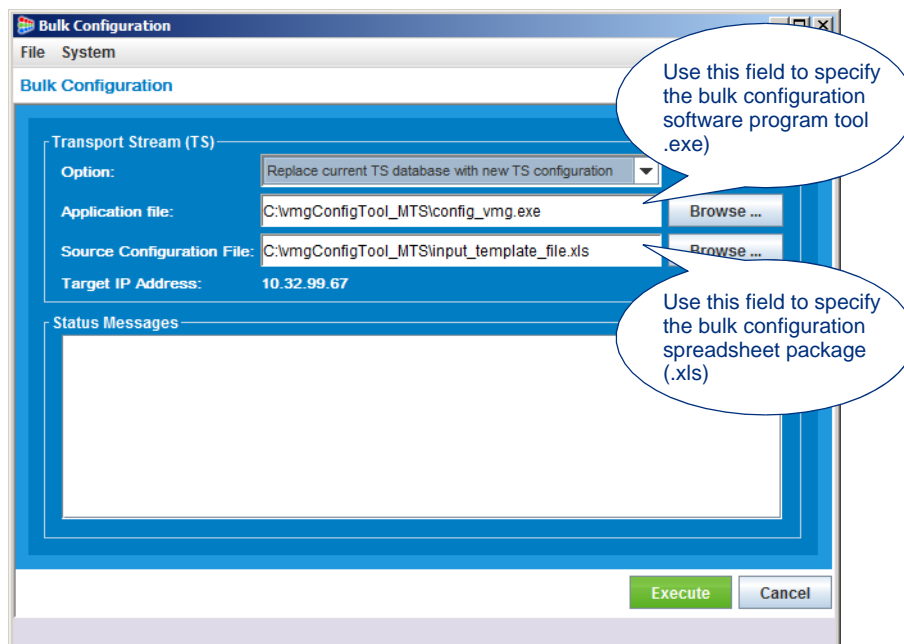 Bulk Configuration
File System
Bulk Configuration
Use this field to specify
the bulk configuration
software program tool
.exe)
Transport Stream (TS)
Option: Replace current TS database with new TS configuration
Application file: C:\vmgConfigTool_MTS\config_vmg.exe Browse ...
Source Configuration File: C:\vmgConfigTool_MTS\input_template_file.xls Browse ...
Target IP Address: 10.32.99.67
Use this field to specify
the bulk configuration
spreadsheet package
(.xls)
Status Messages
Execute Cancel